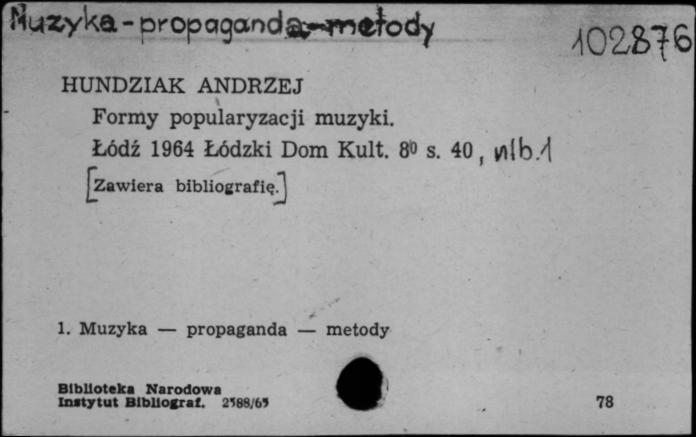 Muzyka - propaganda - metody
102876
HUNDZIAK ANDRZEJ
Formy popularyzacji muzyki.
Łódź 1964 Łódzki Dom Kult. 8⁰ s. 40, nlb. 1
[Zawiera bibliografię.]
1. Muzyka — propaganda — metody
Biblioteka Narodowa
Instytut Bibliograf. 2588/65
78